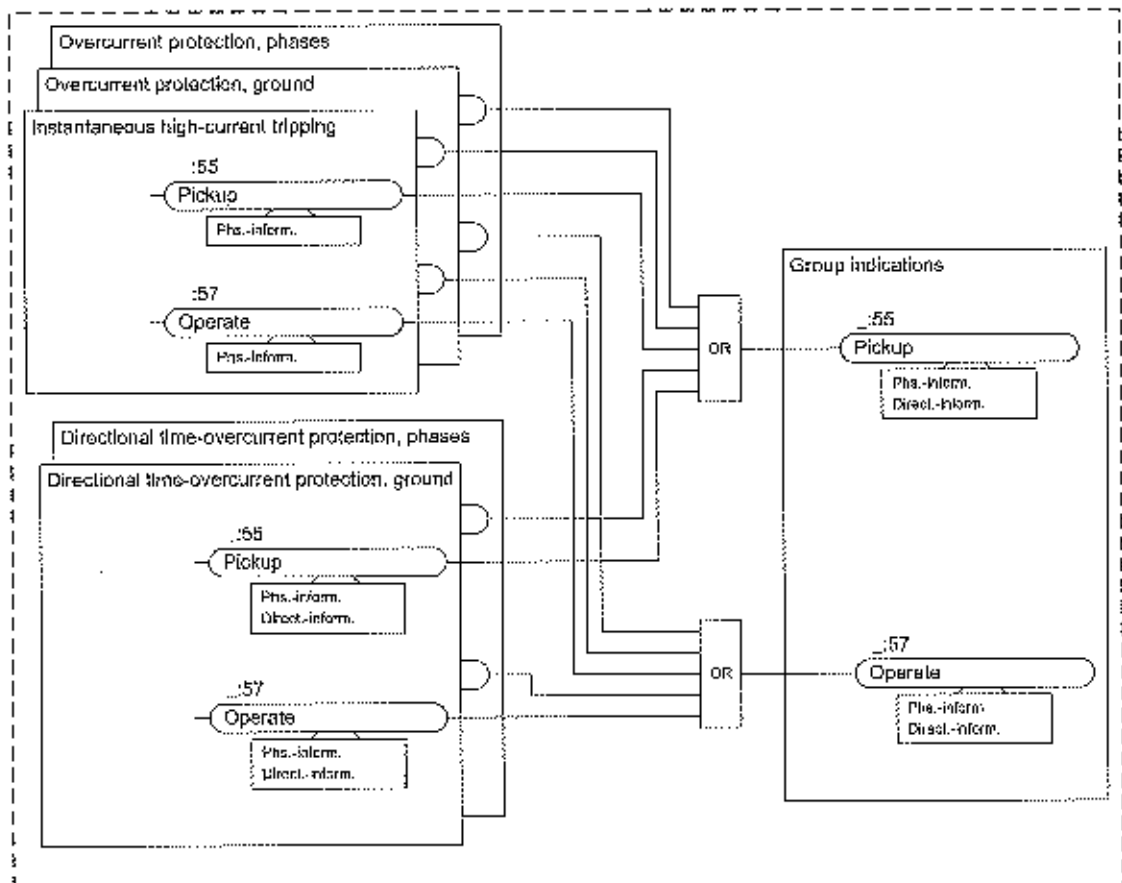 Overcurrent protection, phases
Overcurrent protection, ground
Instantaneous high-current tripping
_:55
Pickup
Phs.-inform.
_:57
Operate
Phs.-inform.
Directional time-overcurrent protection, phases
Directional time-overcurrent protection, ground
_:55
Pickup
Phs.-inform.
Direct.-inform.
_:57
Operate
Phs.-inform.
Direct.-inform.
OR
OR
Group indications
_:55
Pickup
Phs.-inform.
Direct.-inform.
_:57
Operate
Phs.-inform
Direct.-inform.